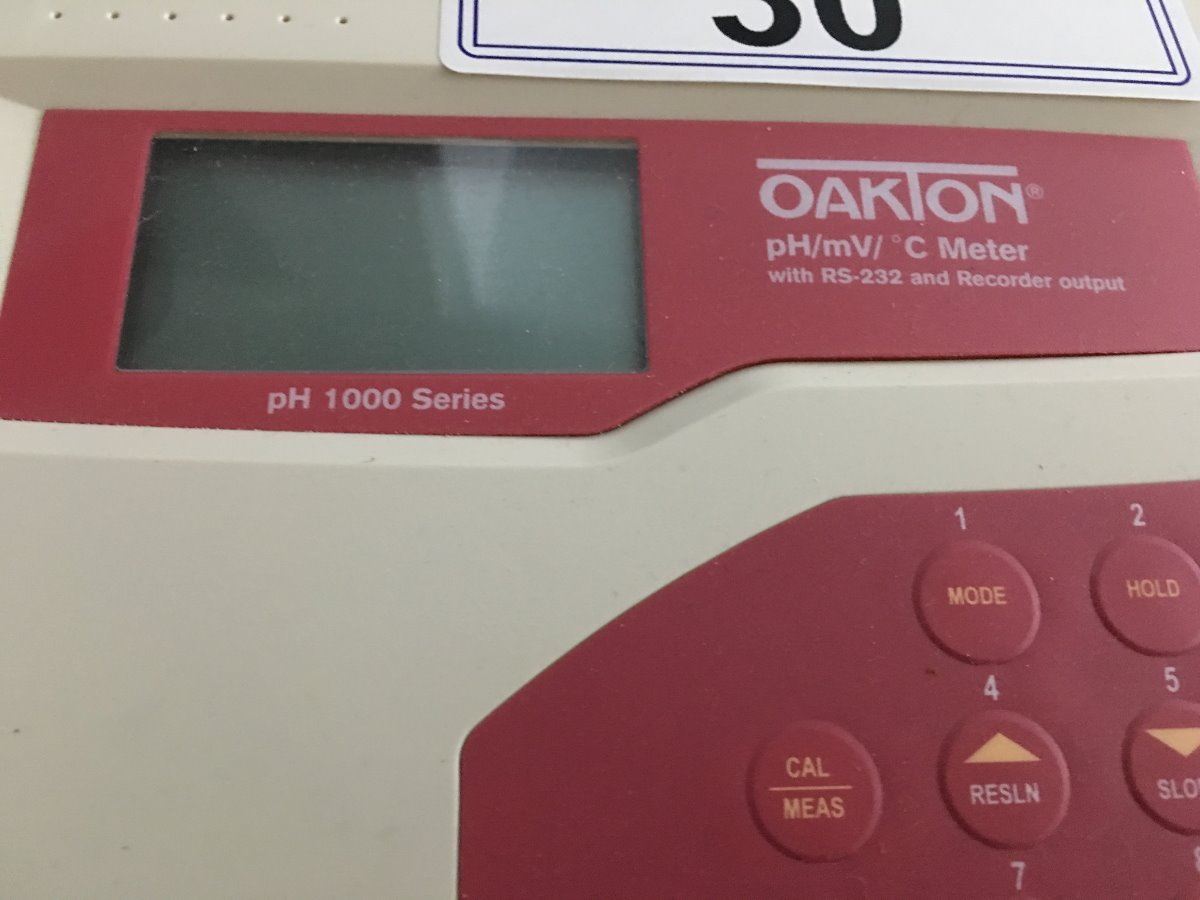 30
OAKTON®
pH/mV/ °C Meter
with RS-232 and Recorder output
pH 1000 Series
1 2
MODE HOLD
4 5
CAL
MEAS
RESLN
7